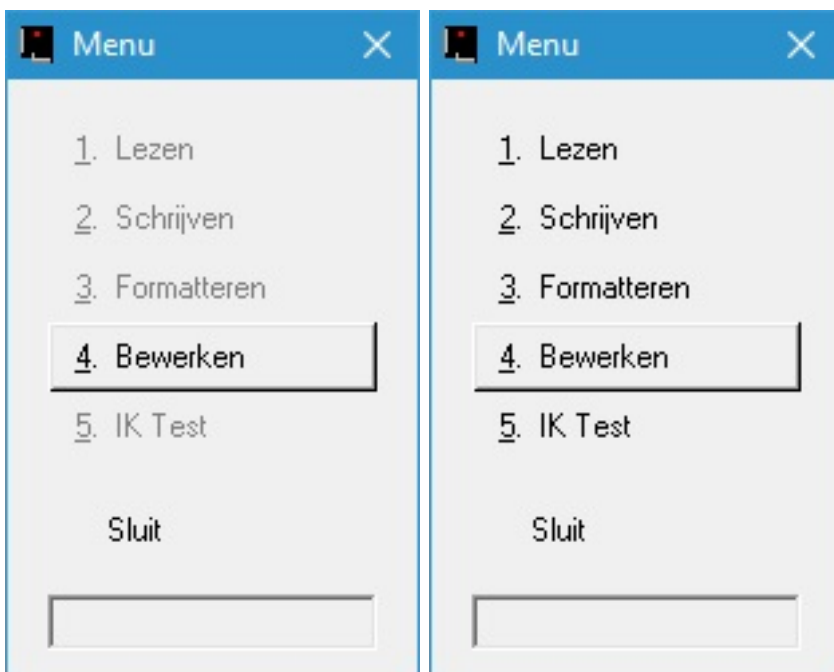 Menu
1. Lezen
2. Schrijven
3. Formatteren
4. Bewerken
5. IK Test
Sluit
Menu
1. Lezen
2. Schrijven
3. Formatteren
4. Bewerken
5. IK Test
Sluit